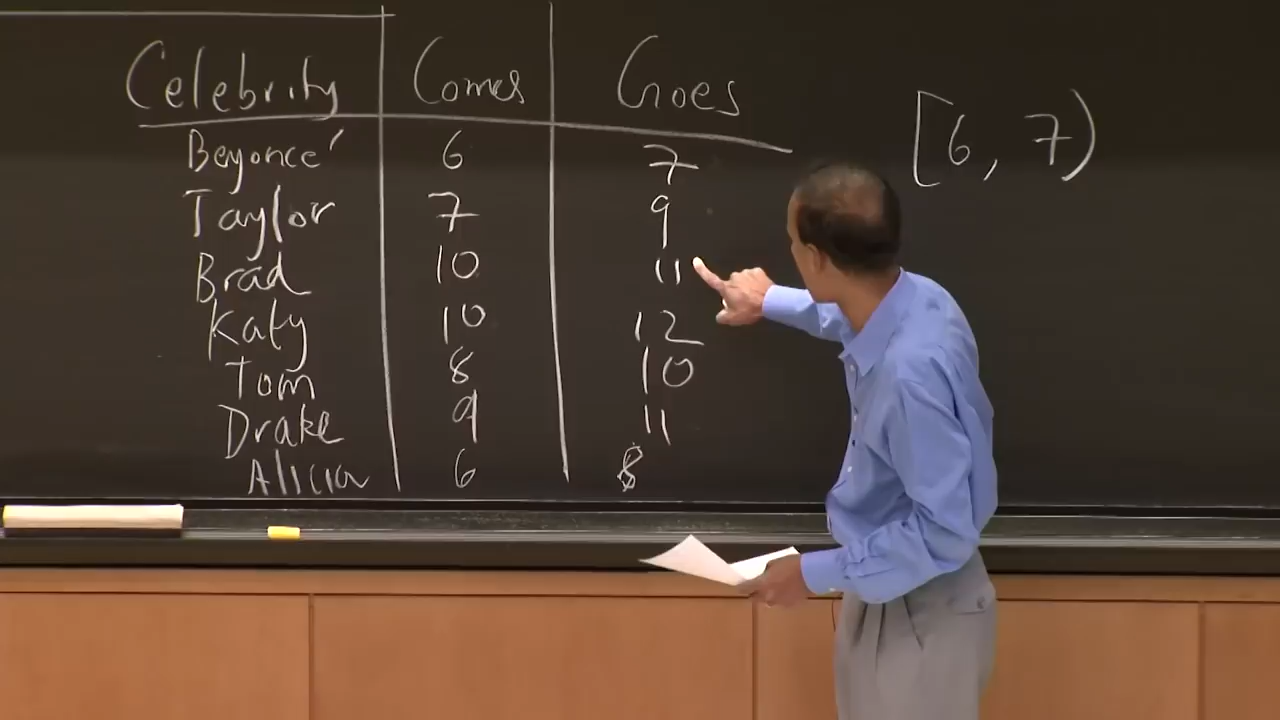 Celebrity Comes Goes
Beyoncé 6 7
Taylor 7 9
Brad 10 11
Katy 10 12
Tom 8 10
Drake 9 11
Alicia 6 8
[6, 7)